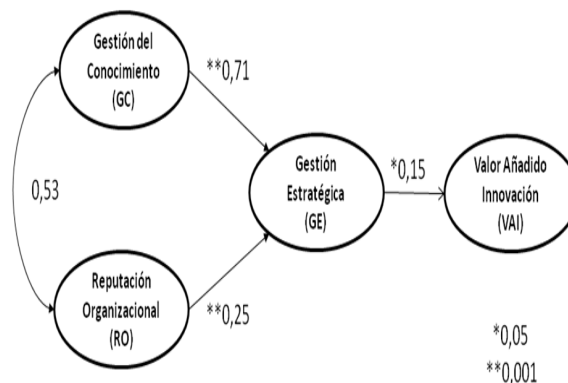 Gestión del
Conocimiento
(GC)
**0,71
Gestión
Estratégica
(GE)
*0,15
Valor Añadido
Innovación
(VAI)
0,53
Reputación
Organizacional
(RO)
**0,25
*0,05
**0.001